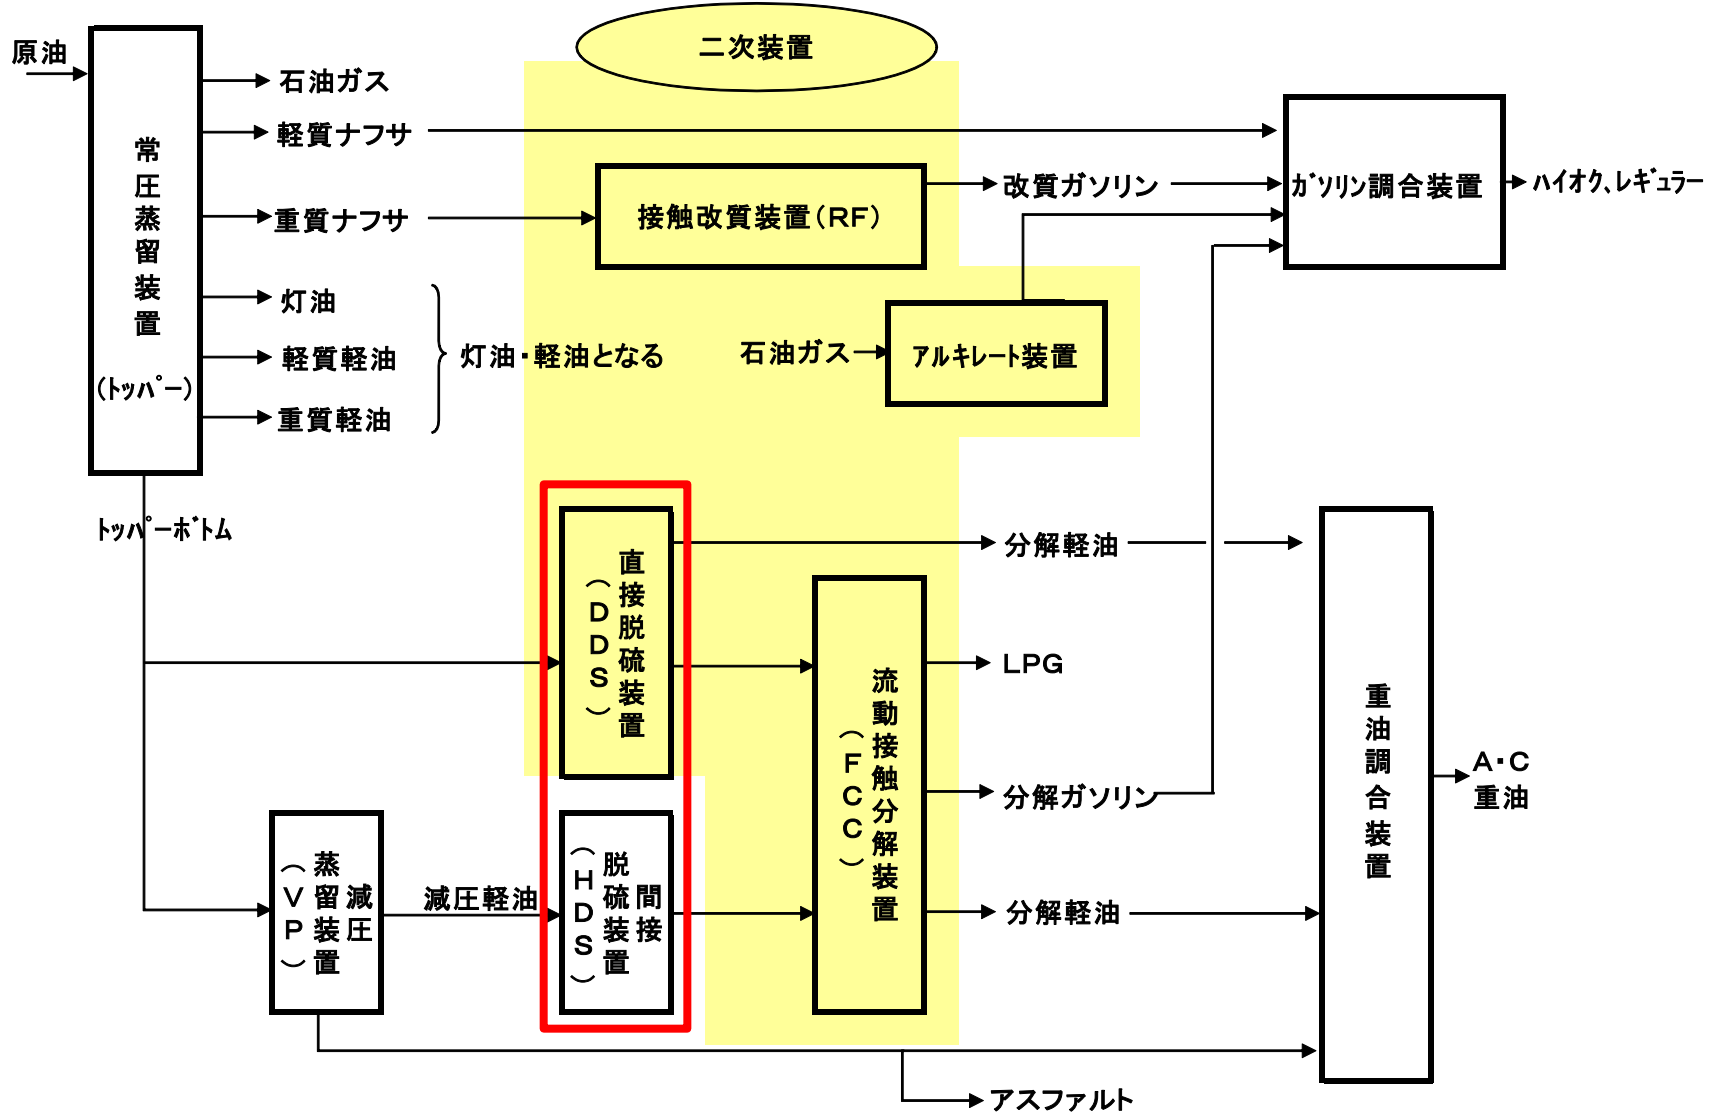 二次装置
原油
石油ガス
軽質ナフサ
重質ナフサ
灯油
軽質軽油
重質軽油
常圧蒸留装置
(ﾄｯﾊﾟｰ)
灯油・軽油となる
接触改質装置(RF)
改質ガソリン
ｶﾞｿﾘﾝ調合装置
ﾊｲｵｸ、ﾚｷﾞｭﾗｰ
石油ガス
ｱﾙｷﾚｰﾄ装置
ﾄｯﾊﾟｰﾎﾞﾄﾑ
直接脱硫装置
(DDS)
分解軽油
LPG
流動接触分解装置
(FCC)
分解ガソリン
分解軽油
重油調合装置
A・C
重油
減圧
蒸留装置
(VP)
減圧軽油
間接
脱硫装置
(HDS)
アスファルト